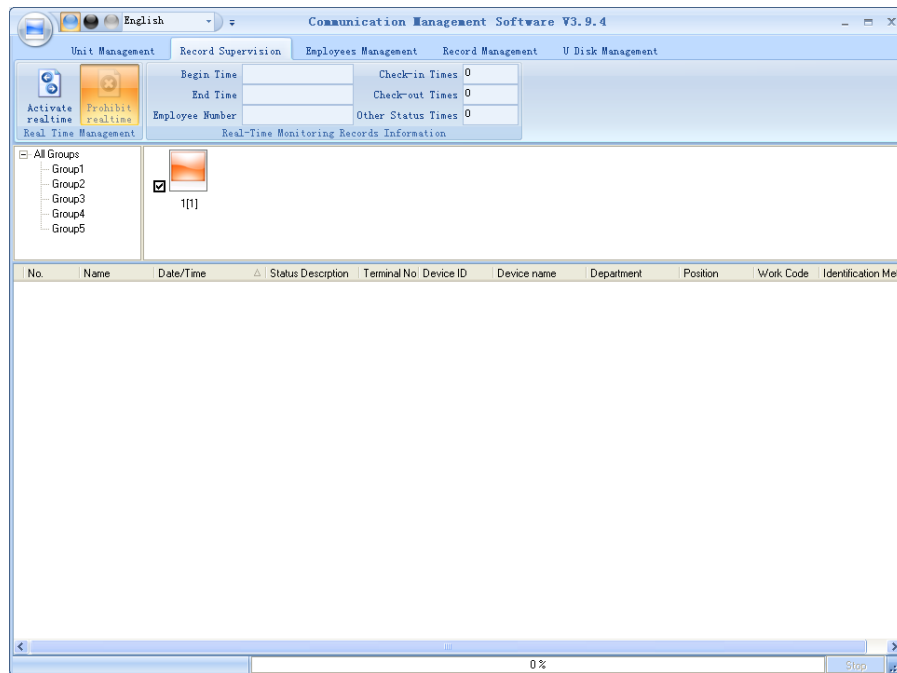 English
Communication Management Software V3.9.4
Unit Management Record Supervision Employees Management Record Management U Disk Management
Begin Time Check-in Times 0
End Time Check-out Times 0
Activate realtime Prohibit realtime Employee Number Other Status Times 0
Real Time Management Real-Time Monitoring Records Information
All Groups
Group1
Group2
Group3
Group4
Group5
1[1]
No. Name Date/Time Status Descrption Terminal No Device ID Device name Department Position Work Code Identification Met
0 % Stop